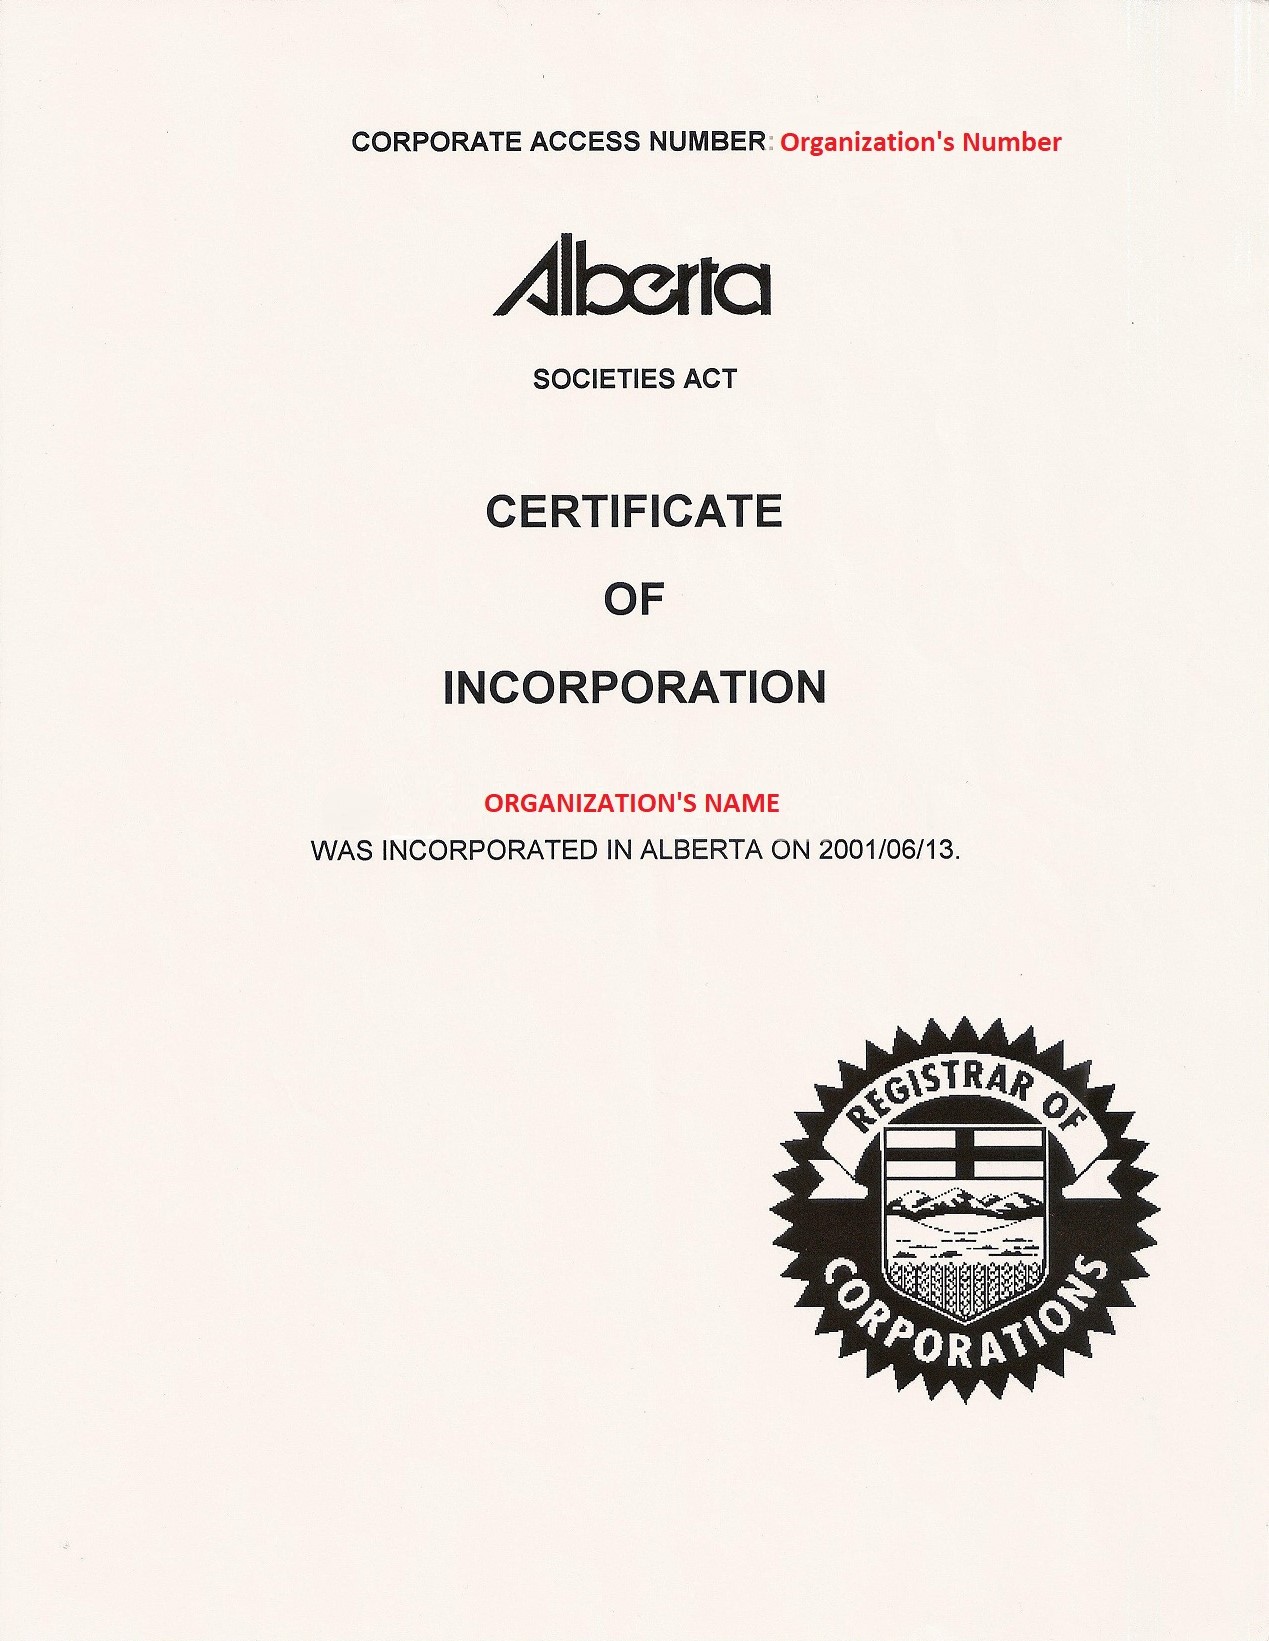 CORPORATE ACCESS NUMBER: Organization's Number
Alberta
SOCIETIES ACT
CERTIFICATE
OF
INCORPORATION
ORGANIZATION'S NAME
WAS INCORPORATED IN ALBERTA ON 2001/06/13.
REGISTRAR OF
CORPORATIONS